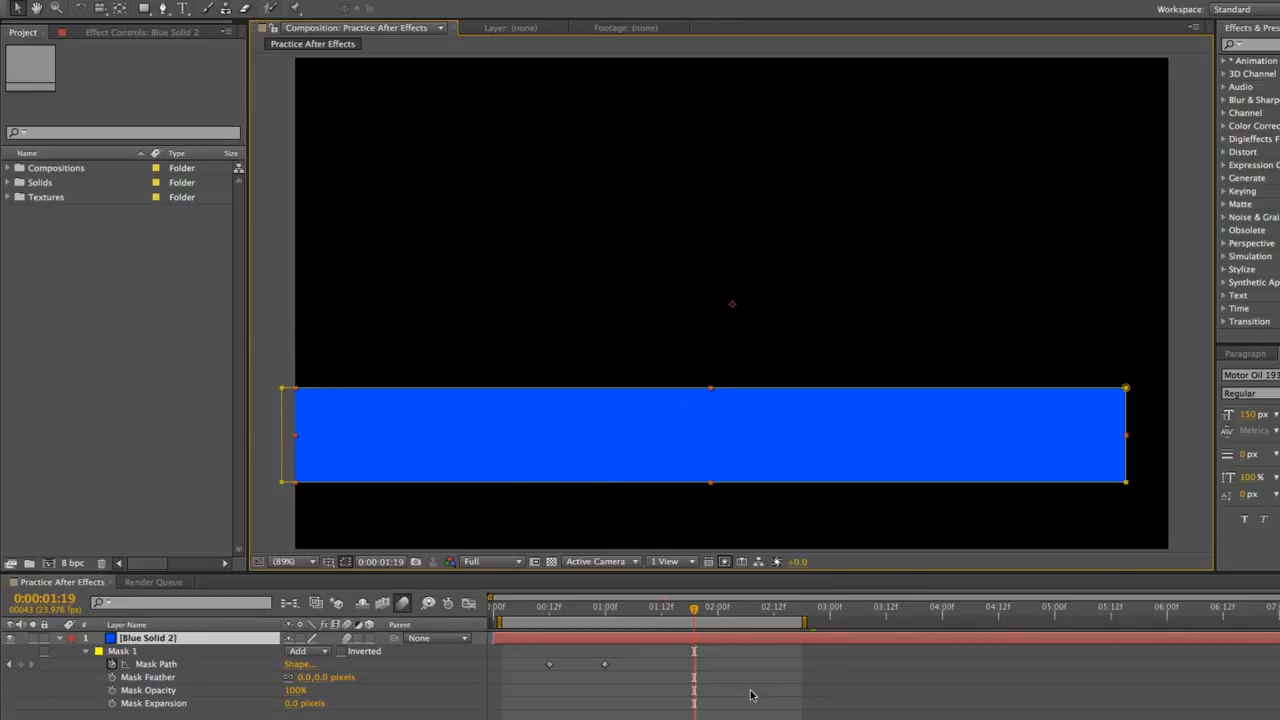 Workspace: Standard
Project
Effect Controls: Blue Solid 2
Composition: Practice After Effects
Layer: (none)
Footage: (none)
Effects & Pres
Practice After Effects
* Animation
3D Channel
Audio
Blur & Sharp
Channel
Color Correc
Digieffects F
Distort
Expression C
Generate
Keying
Matte
Noise & Grai
Obsolete
Perspective
Simulation
Stylize
Synthetic Ap
Text
Time
Transition
Name Type Size
Compositions Folder
Solids Folder
Textures Folder
Paragraph
Motor Oil 193
Regular
150 px
Metrics
0 px
100 %
0 px
T T
8 bpc
(89%) 0:00:01:19 Full Active Camera 1 View +0.0
Practice After Effects
Render Queue
0:00:01:19
00043 (23.976 fps)
:00f 00:12f 01:00f 01:12f 02:00f 02:12f 03:00f 03:12f 04:00f 04:12f 05:00f 05:12f 06:00f 06:12f 07
# Layer Name Parent
1 [Blue Solid 2] None
Mask 1 Add Inverted
Mask Path Shape...
Mask Feather 0.0,0.0 pixels
Mask Opacity 100%
Mask Expansion 0.0 pixels